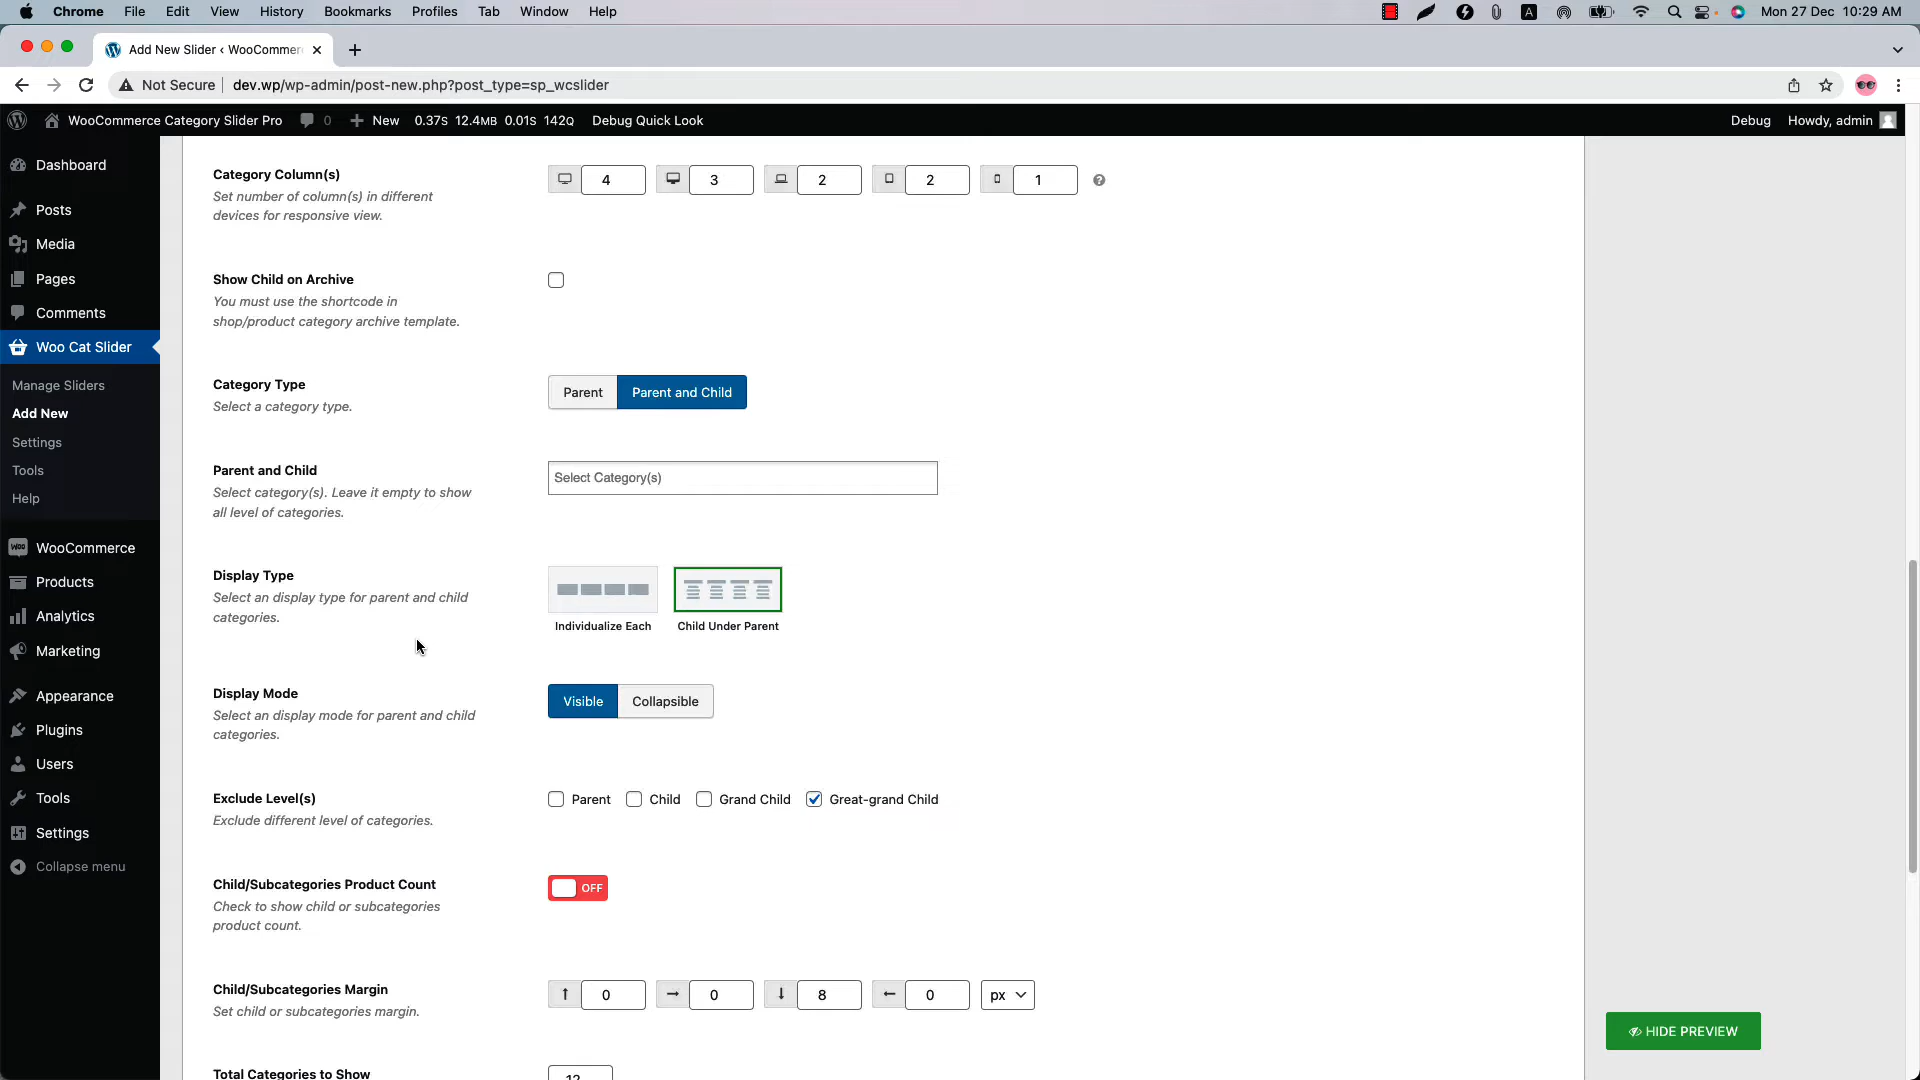 Chrome File Edit View History Bookmarks Profiles Tab Window Help A Mon 27 Dec 10:29 AM
Add New Slider ‹ WooCommer
Not Secure dev.wp/wp-admin/post-new.php?post_type=sp_wcslider
WooCommerce Category Slider Pro 0 New 0.37S 12.4MB 0.01S 142Q Debug Quick Look Debug Howdy, admin
Dashboard
Posts
Media
Pages
Comments
Woo Cat Slider
Manage Sliders
Add New
Settings
Tools
Help
Woo WooCommerce
Products
Analytics
Marketing
Appearance
Plugins
Users
Tools
Settings
Collapse menu
Category Column(s)
Set number of column(s) in different
devices for responsive view.
4 3 2 2 1 ?
Show Child on Archive
You must use the shortcode in
shop/product category archive template.
Category Type
Select a category type.
Parent Parent and Child
Parent and Child
Select category(s). Leave it empty to show
all level of categories.
Select Category(s)
Display Type
Select an display type for parent and child
categories.
Individualize Each Child Under Parent
Display Mode
Select an display mode for parent and child
categories.
Visible Collapsible
Exclude Level(s)
Exclude different level of categories.
Parent Child Grand Child Great-grand Child
Child/Subcategories Product Count
Check to show child or subcategories
product count.
OFF
Child/Subcategories Margin
Set child or subcategories margin.
0 0 8 0 px
Total Categories to Show
12
HIDE PREVIEW